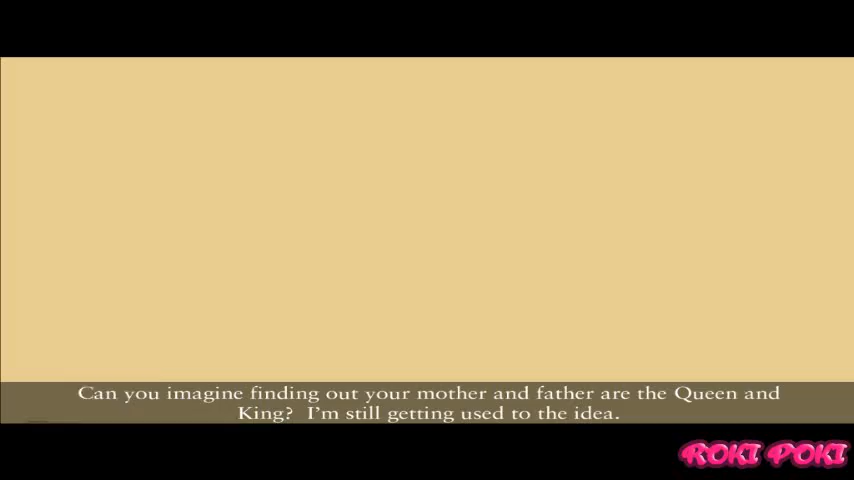 Can you imagine finding out your mother and father are the Queen and
King?  I'm still getting used to the idea.
ROKI POKI